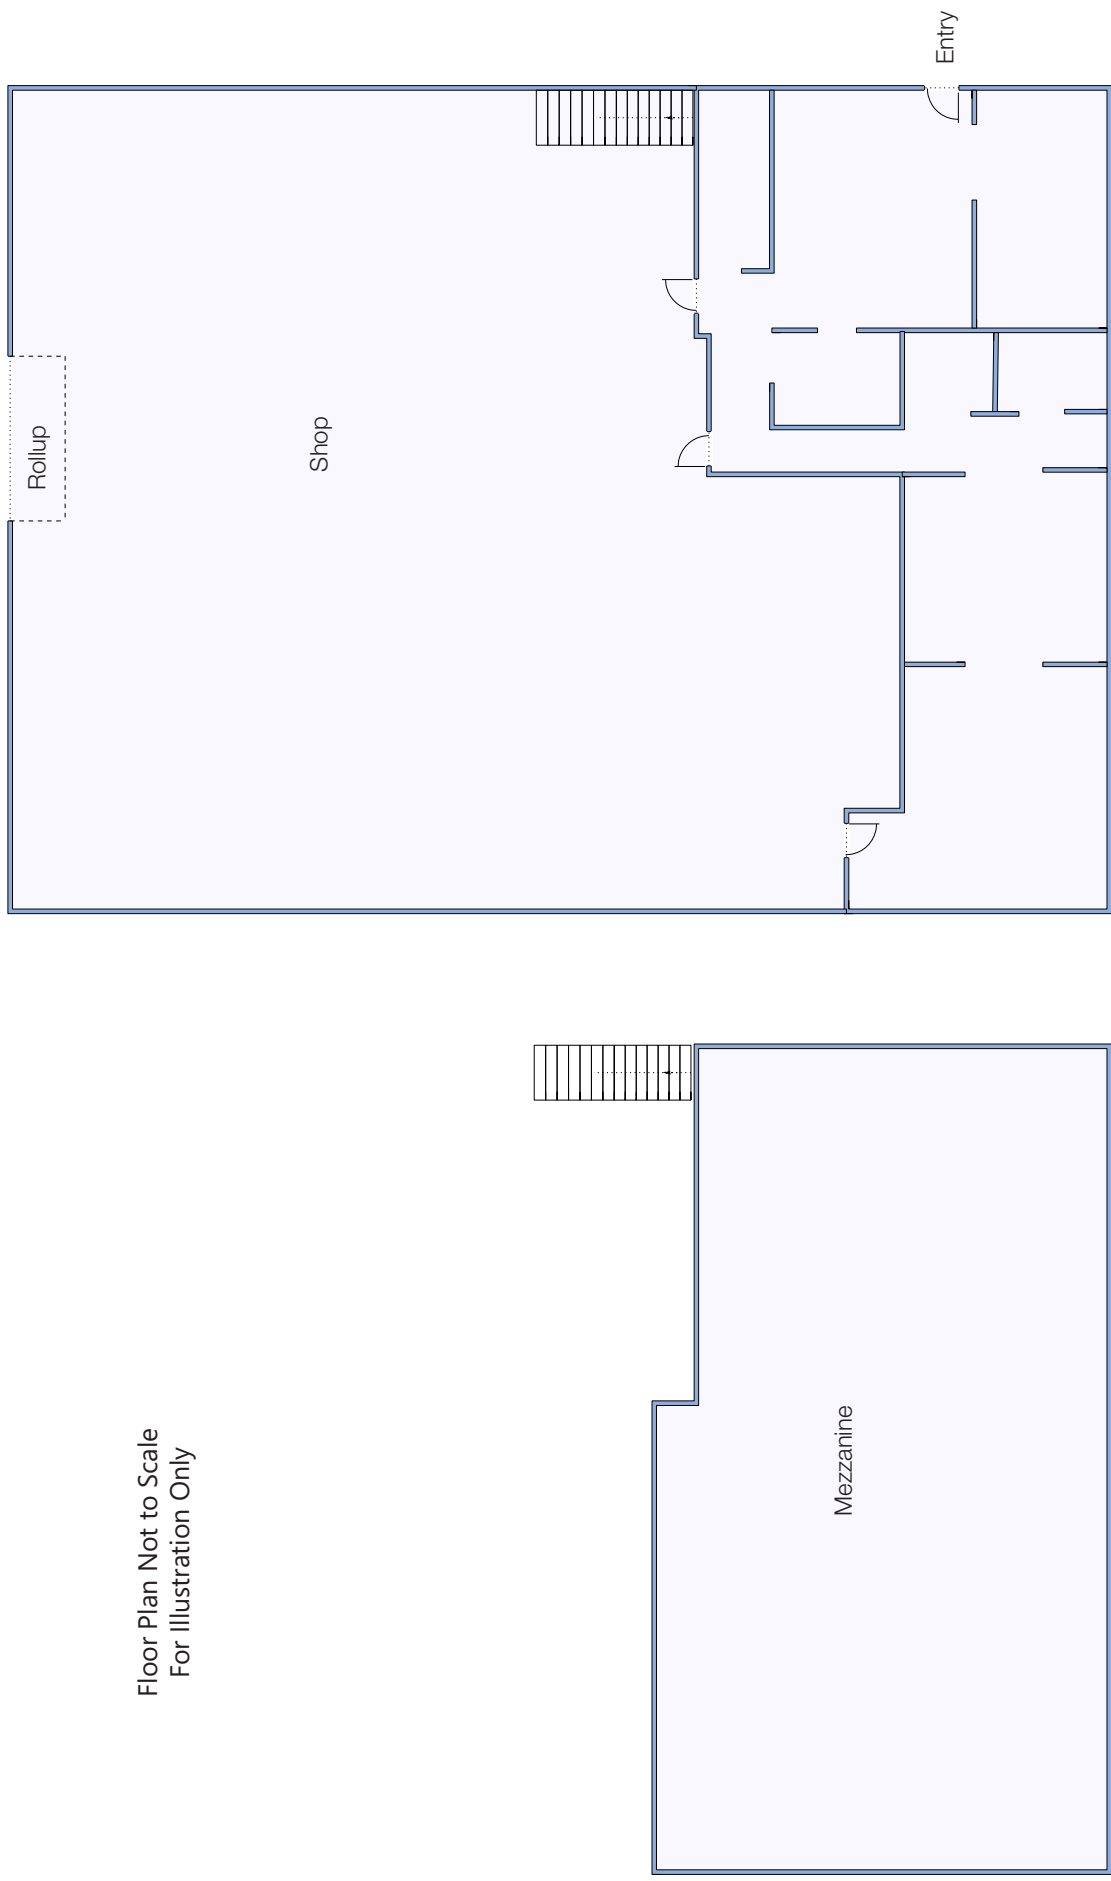 Rollup
Shop
Entry
Floor Plan Not to Scale
For Illustration Only
Mezzanine